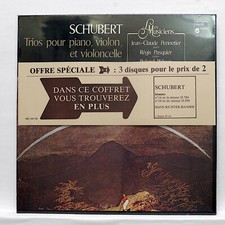 SCHUBERT
Trios pour piano, Violon,
et violoncelle
Les Musiciens
Jean-Claude Pennetier
Régis Pasquier
OFFRE SPÉCIALE : 3 disques pour le prix de 2
DANS CE COFFRET
VOUS TROUVEREZ
EN PLUS
SCHUBERT